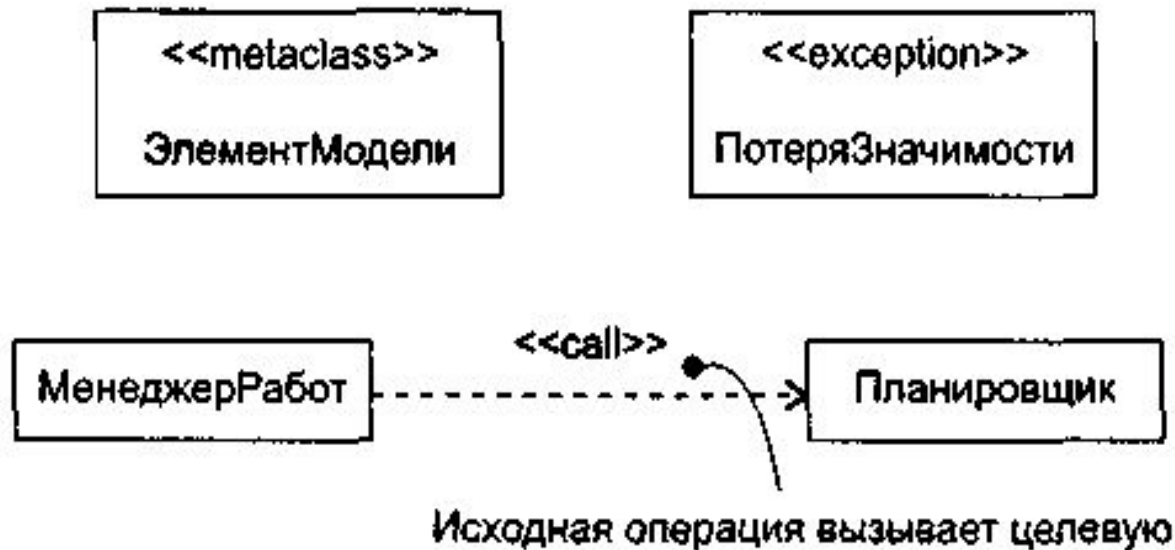 <<metaclass>>
ЭлементМодели
<<exception>>
ПотеряЗначимости
<<call>>
МенеджерРабот
Планировщик
Исходная операция вызывает целевую